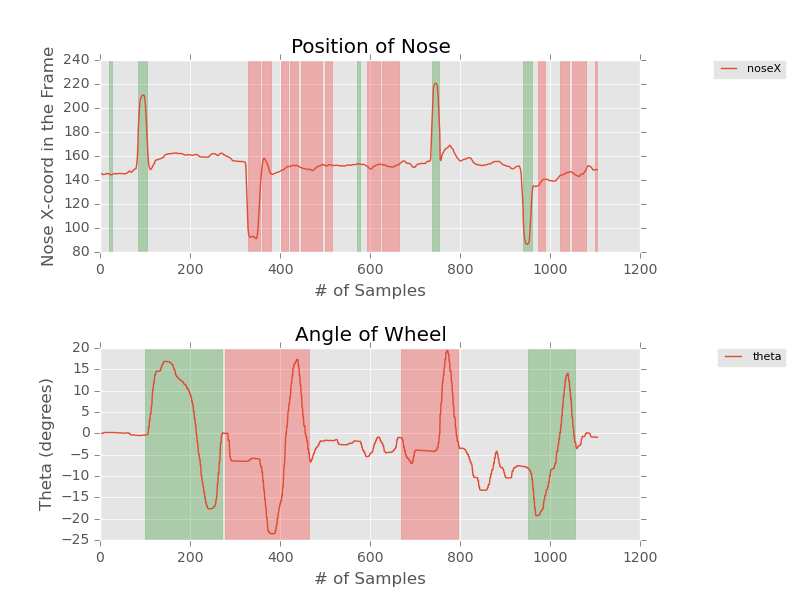 Position of Nose
Nose X-coord in the Frame
240
220
200
180
160
140
120
100
80
0 200 400 600 800 1000 1200
# of Samples
noseX
Angle of Wheel
Theta (degrees)
20
15
10
5
0
−5
−10
−15
−20
−25
0 200 400 600 800 1000 1200
# of Samples
theta